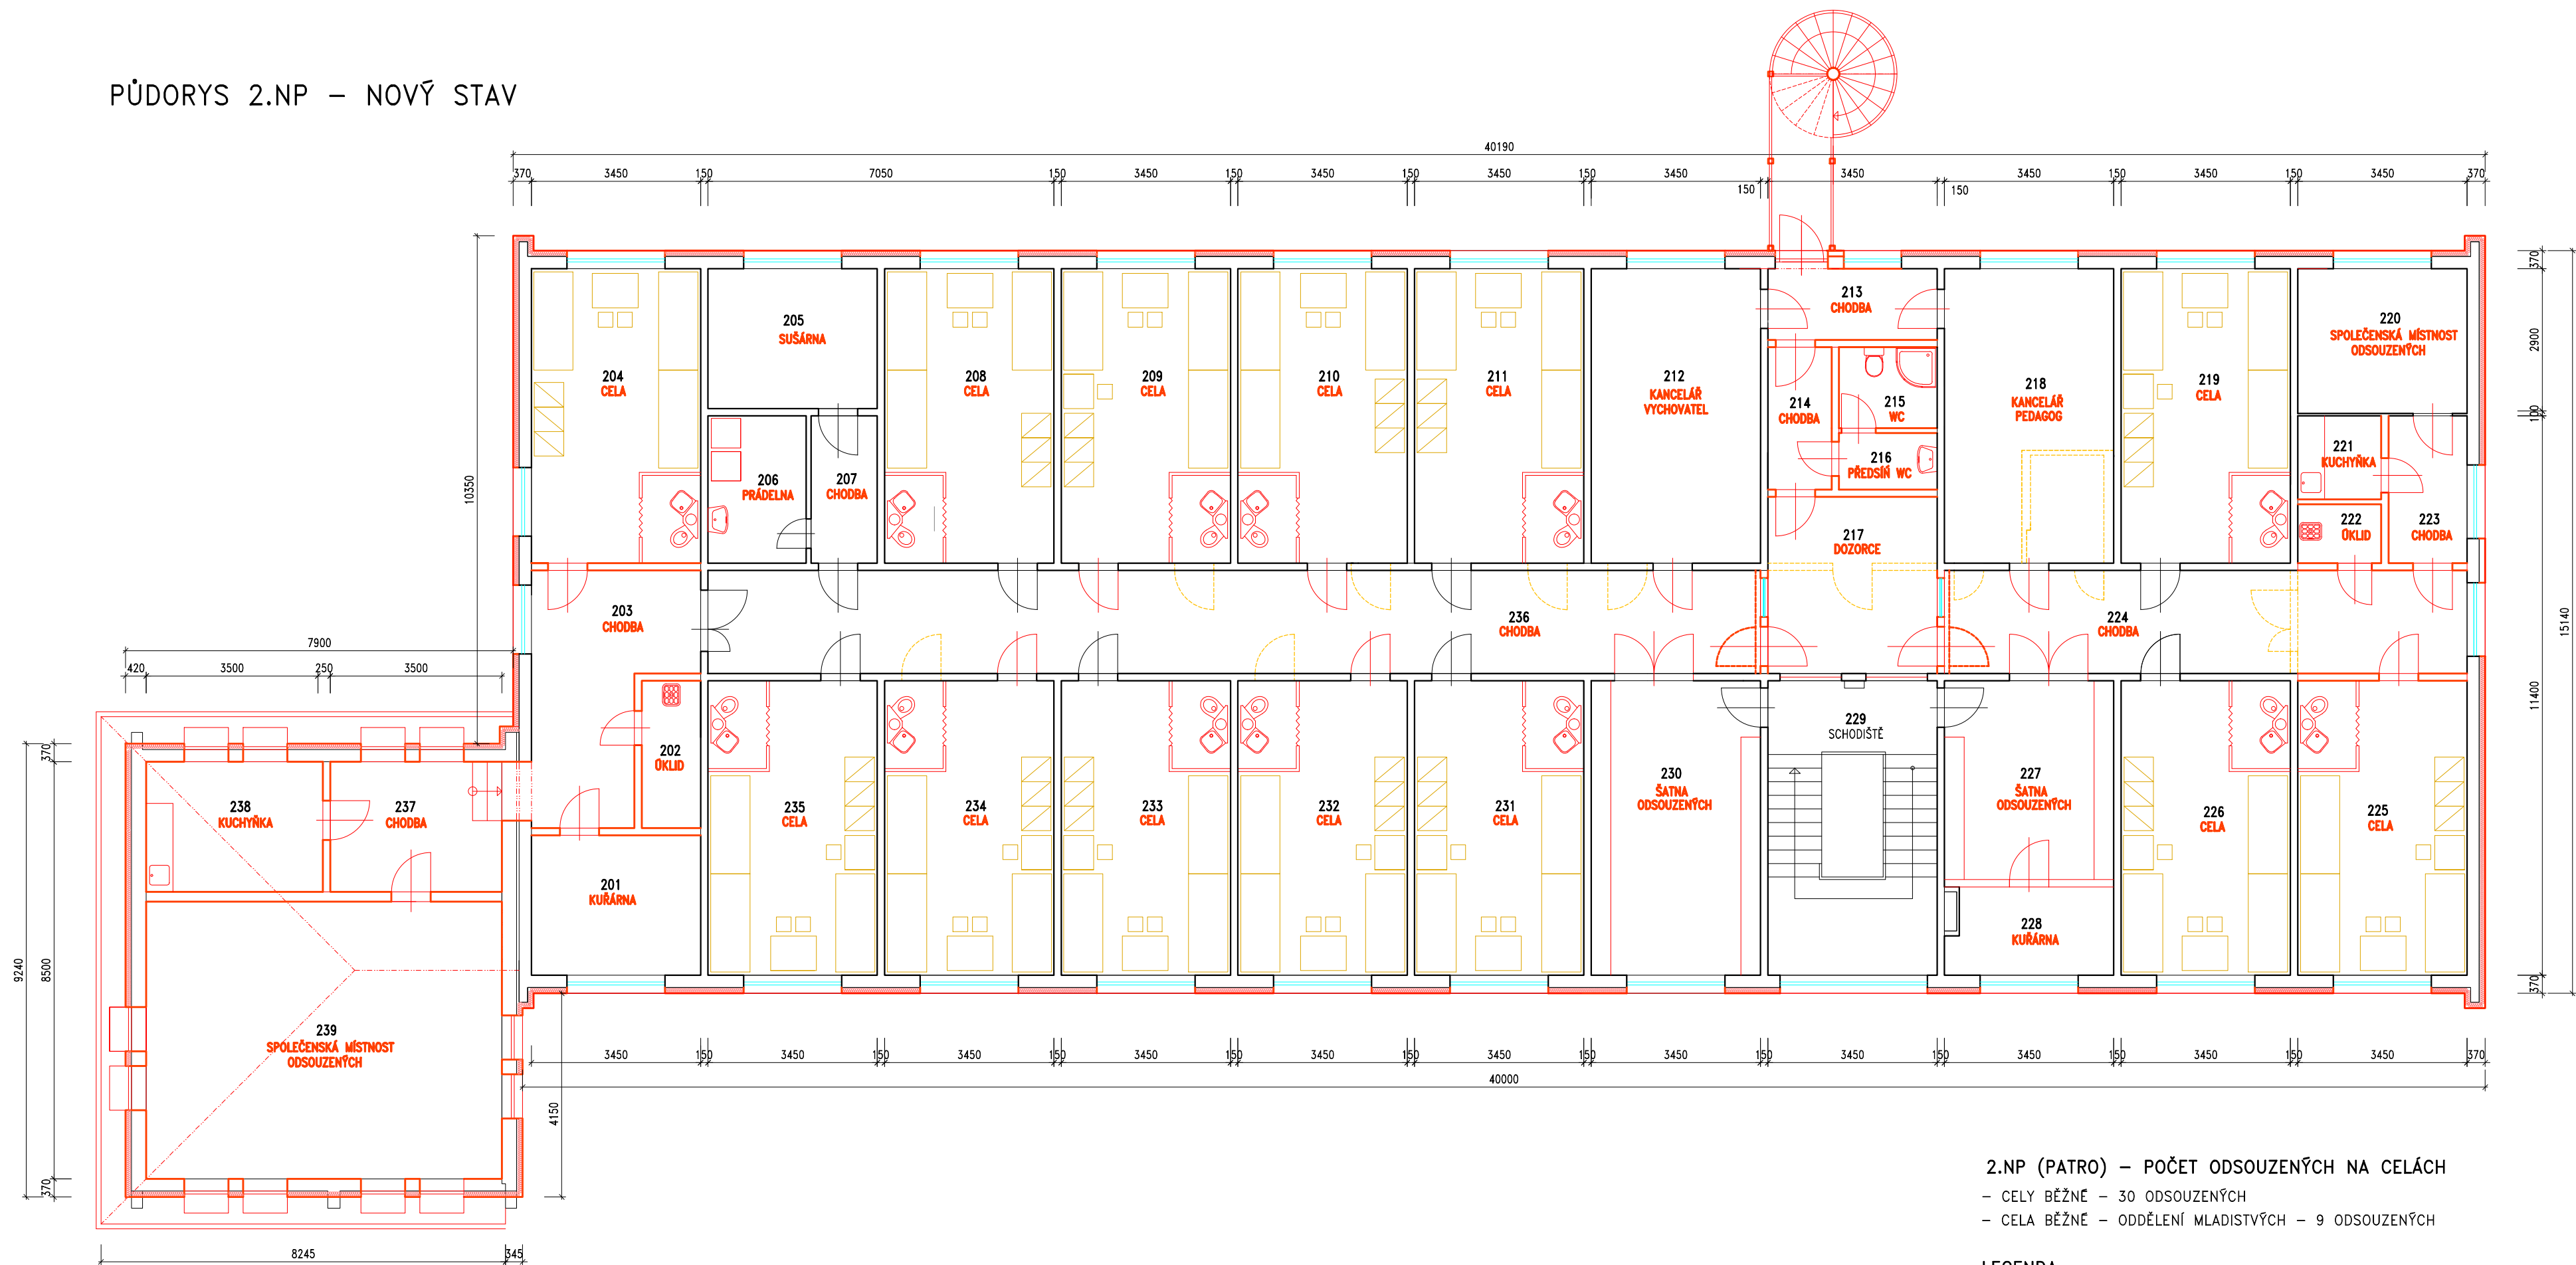 PŮDORYS 2.NP – NOVÝ STAV
40190
370 3450 150 7050 150 3450 150 3450 150 3450 150 3450 150 3450 150 3450 150 3450 150 3450 370
10350
204
CELA
205
SUŠÁRNA
206
PRÁDELNA
207
CHODBA
208
CELA
209
CELA
210
CELA
211
CELA
212
KANCELÁŘ
VYCHOVATEL
213
CHODBA
214
CHODBA
215
WC
216
PŘEDSÍŇ WC
217
DOZORCE
218
KANCELÁŘ
PEDAGOG
219
CELA
220
SPOLEČENSKÁ MÍSTNOST
ODSOUZENÝCH
221
KUCHYŇKA
222
ÚKLID
223
CHODBA
370
2900
100
11400
370
15140
203
CHODBA
236
CHODBA
224
CHODBA
7900
420 3500 250 3500
202
ÚKLID
201
KUŘÁRNA
235
CELA
234
CELA
233
CELA
232
CELA
231
CELA
230
ŠATNA
ODSOUZENÝCH
229
SCHODIŠTĚ
227
ŠATNA
ODSOUZENÝCH
228
KUŘÁRNA
226
CELA
225
CELA
238
KUCHYŇKA
237
CHODBA
239
SPOLEČENSKÁ MÍSTNOST
ODSOUZENÝCH
370
8500
370
9240
3450 150 3450 150 3450 150 3450 150 3450 150 3450 150 3450 150 3450 150 3450 150 3450 150 3450 370
40000
4150
8245 345
2.NP (PATRO) – POČET ODSOUZENÝCH NA CELÁCH
– CELY BĚŽNÉ – 30 ODSOUZENÝCH
– CELA BĚŽNÉ – ODDĚLENÍ MLADISTVÝCH – 9 ODSOUZENÝCH
LEGENDA